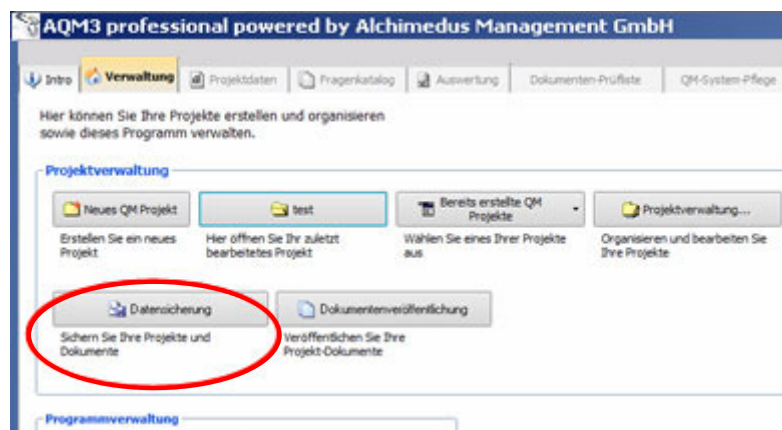 AQM3 professional powered by Alchimedus Management GmbH
Intro Verwaltung Projektdaten Fragenkatalog Auswertung Dokumenten-Prüfliste QM-System-Pflege
Hier können Sie Ihre Projekte erstellen und organisieren
sowie dieses Programm verwalten.
Projektverwaltung
Neues QM Projekt
test
Bereits erstellte QM
Projekte
Projektverwaltung...
Erstellen Sie ein neues
Projekt
Hier öffnen Sie Ihr zuletzt
bearbeitetes Projekt
Wählen Sie eines Ihrer Projekte
aus
Organisieren und bearbeiten Sie
Ihre Projekte
Datensicherung
Dokumentenveröffentlichung
Sichern Sie Ihre Projekte und
Dokumente
Veröffentlichen Sie Ihre
Projekt-Dokumente
Programmverwaltung